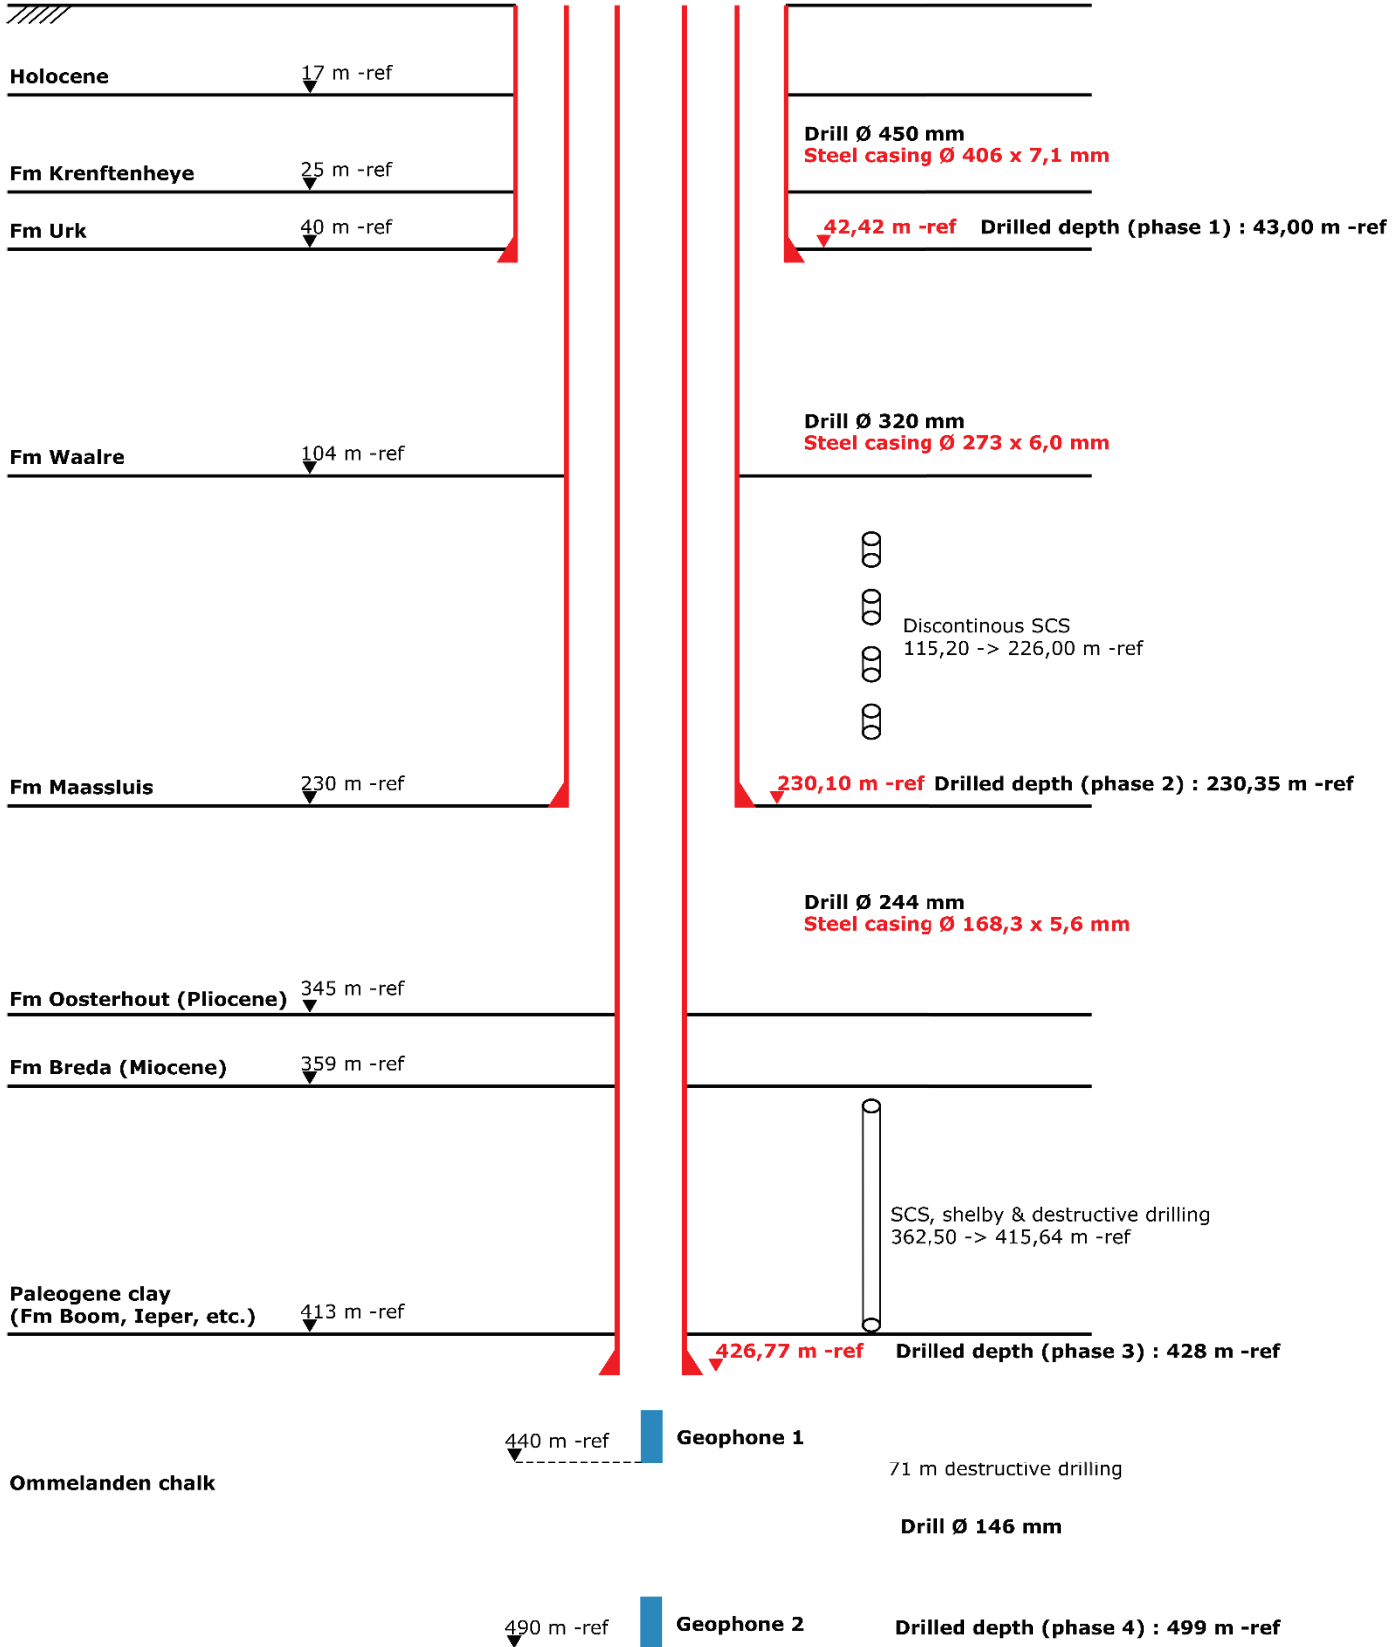 Holocene
17 m -ref
Drill Ø 450 mm
Steel casing Ø 406 x 7,1 mm
Fm Krenftenheye
25 m -ref
Fm Urk
40 m -ref
42,42 m -ref
Drilled depth (phase 1) : 43,00 m -ref
Drill Ø 320 mm
Steel casing Ø 273 x 6,0 mm
Fm Waalre
104 m -ref
Discontinous SCS
115,20 -> 226,00 m -ref
Fm Maassluis
230 m -ref
230,10 m -ref
Drilled depth (phase 2) : 230,35 m -ref
Drill Ø 244 mm
Steel casing Ø 168,3 x 5,6 mm
Fm Oosterhout (Pliocene)
345 m -ref
Fm Breda (Miocene)
359 m -ref
SCS, shelby & destructive drilling
362,50 -> 415,64 m -ref
Paleogene clay
(Fm Boom, Ieper, etc.)
413 m -ref
426,77 m -ref
Drilled depth (phase 3) : 428 m -ref
440 m -ref
Geophone 1
71 m destructive drilling
Ommelanden chalk
Drill Ø 146 mm
490 m -ref
Geophone 2
Drilled depth (phase 4) : 499 m -ref